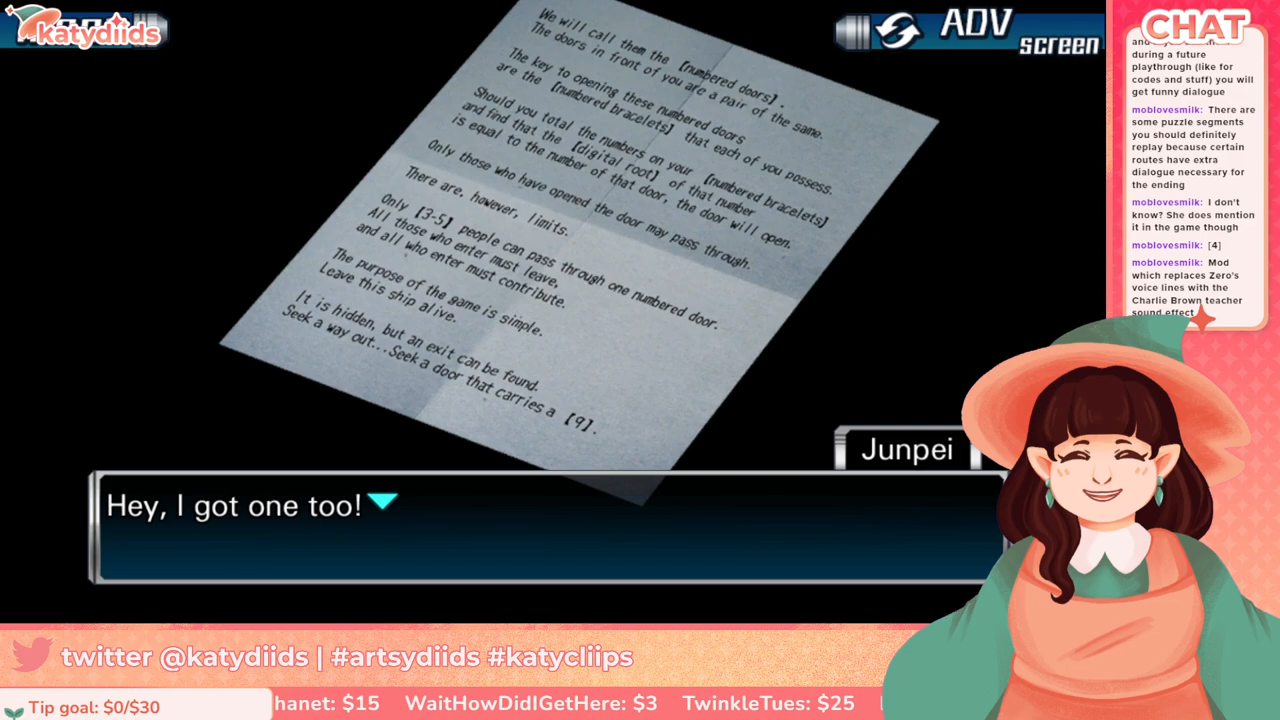 katydiids
ADV
screen
CHAT
We will call them the [numbered doors].
The doors in front of you are a pair of the same.
The key to opening these numbered doors
are the [numbered bracelets] that each of you possess.
Should you total the numbers on your [numbered bracelets]
and find that the [digital root] of that number
is equal to the number of that door, the door will open.
Only those who have opened the door may pass through.
There are, however, limits.
Only [3-5] people can pass through one numbered door.
All those who enter must leave,
and all who enter must contribute.
The purpose of the game is simple.
Leave this ship alive.
It is hidden, but an exit can be found.
Seek a way out...Seek a door that carries a [9].
during a future
playthrough (like for
codes and stuff) you will
get funny dialogue
moblovesmilk: There are
some puzzle segments
you should definitely
replay because certain
routes have extra
dialogue necessary for
the ending
moblovesmilk: I don't
know? She does mention
it in the game though
moblovesmilk: [4]
moblovesmilk: Mod
which replaces Zero's
voice lines with the
Charlie Brown teacher
sound effect
Junpei
Hey, I got one too!
twitter @katydiids | #artsydiids #katycliips
Tip goal: $0/$30
hanet: $15 WaitHowDidIGetHere: $3 TwinkleTues: $25